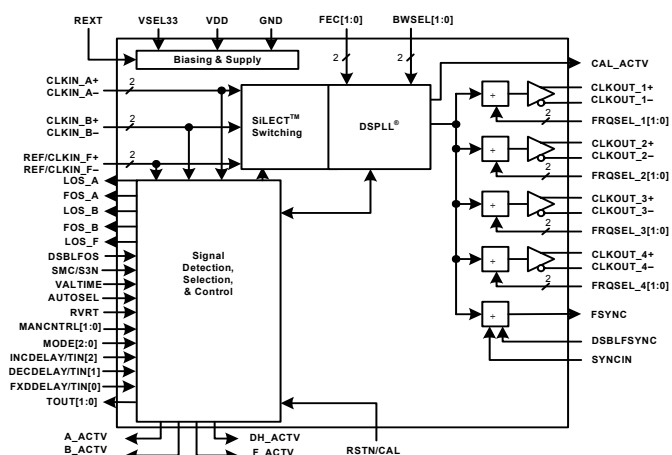 REXT
VSEL33
VDD
GND
FEC[1:0]
BWSEL[1:0]
Biasing & Supply
2
2
CAL_ACTV
CLKIN_A+
CLKIN_A–
2
CLKIN_B+
CLKIN_B–
2
REF/CLKIN_F+
REF/CLKIN_F–
2
SiLECT™
Switching
DSPLL®
÷
CLKOUT_1+
CLKOUT_1–
2
FRQSEL_1[1:0]
÷
CLKOUT_2+
CLKOUT_2–
2
FRQSEL_2[1:0]
÷
CLKOUT_3+
CLKOUT_3–
2
FRQSEL_3[1:0]
÷
CLKOUT_4+
CLKOUT_4–
2
FRQSEL_4[1:0]
÷
FSYNC
DSBLFSYNC
SYNCIN
LOS_A
FOS_A
LOS_B
FOS_B
LOS_F
DSBLFOS
SMC/S3N
VALTIME
AUTOSEL
RVRT
MANCNTRL[1:0]
MODE[2:0]
INCDELAY/TIN[2]
DECDELAY/TIN[1]
FXDDELAY/TIN[0]
TOUT[1:0]
Signal
Detection,
Selection,
& Control
A_ACTV
B_ACTV
DH_ACTV
F_ACTV
RSTN/CAL